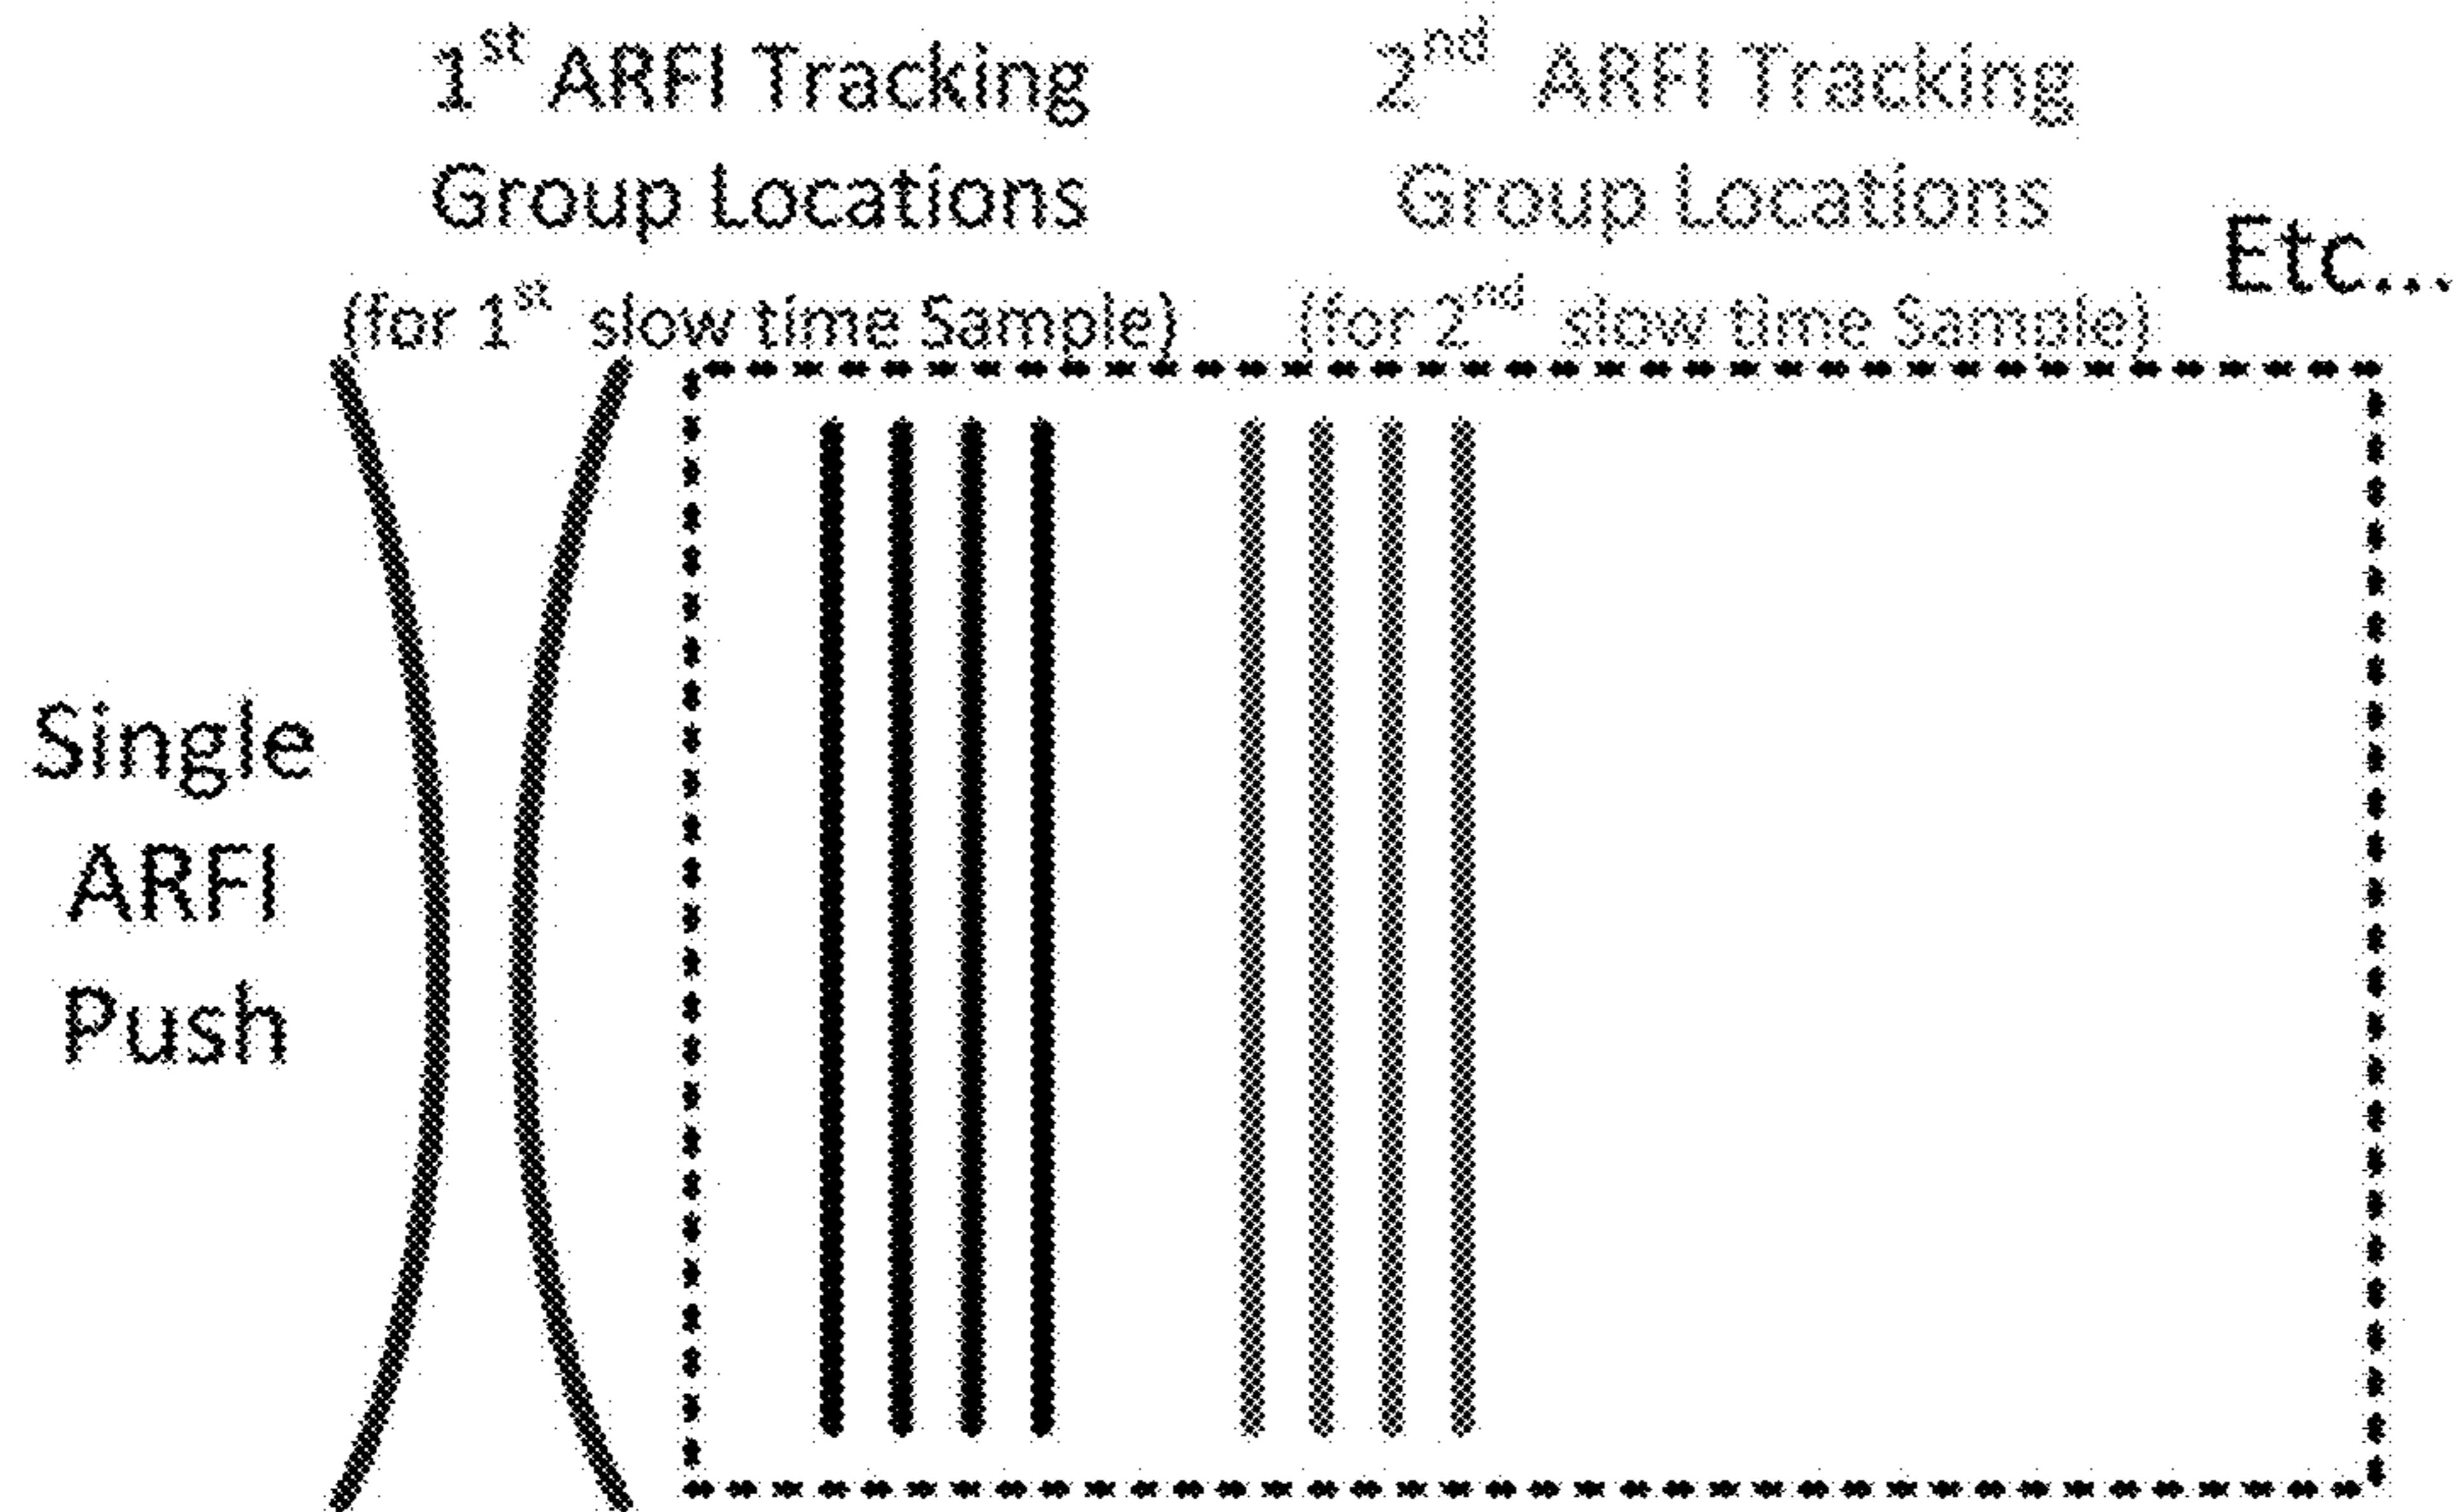 1st ARFI Tracking
Group Locations
(for 1st slow time Sample)
2nd ARFI Tracking
Group Locations
(for 2nd slow time Sample)
Etc...
Single
ARFI
Push